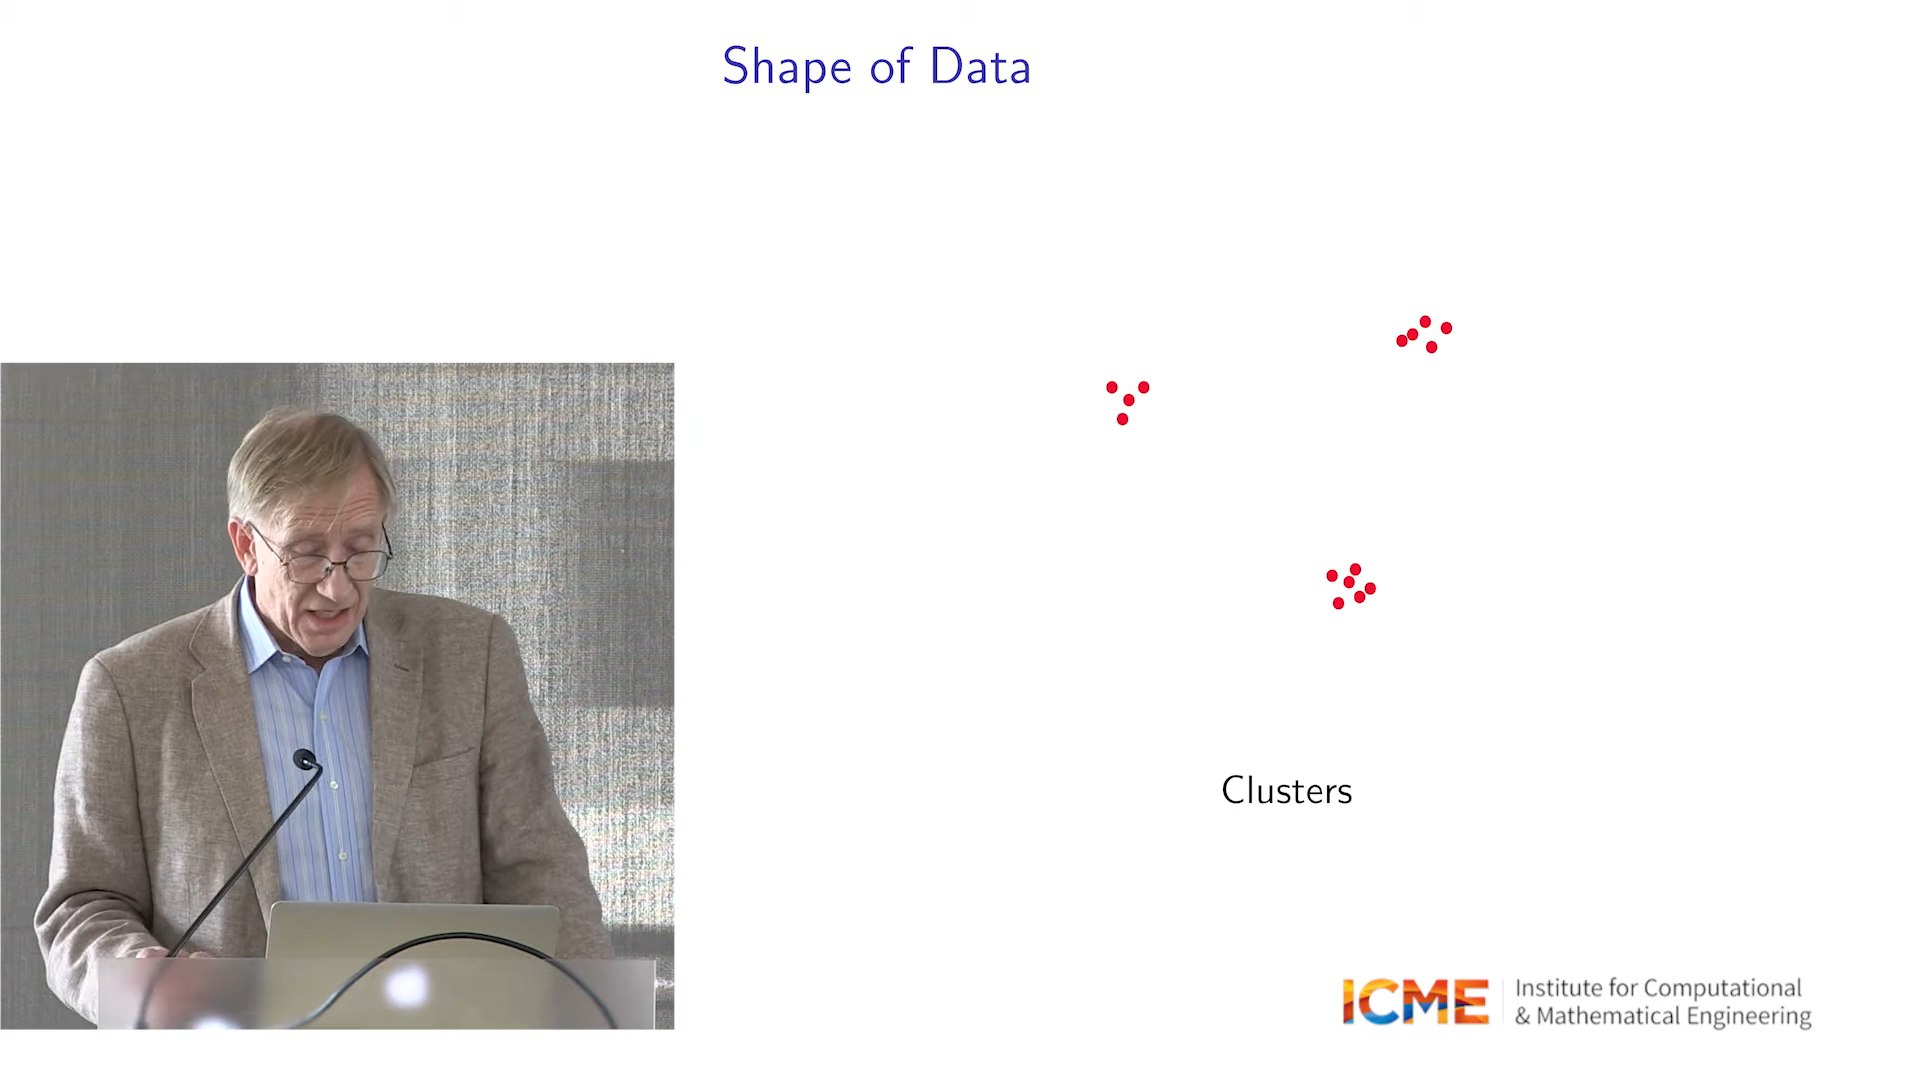 Shape of Data
Clusters
ICME
Institute for Computational
& Mathematical Engineering